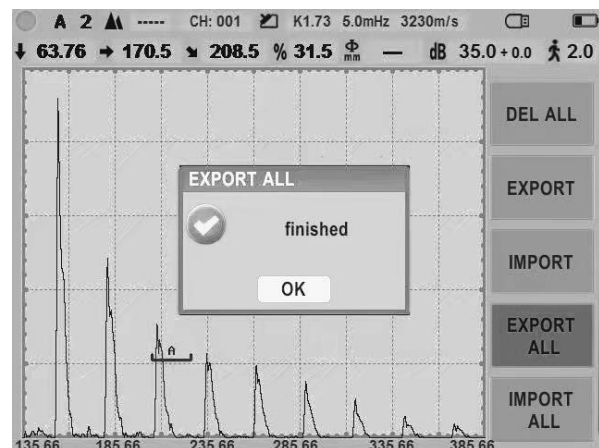 A 2 ----- CH: 001 K1.73 5.0mHz 3230m/s
63.76 170.5 208.5 % 31.5 Φ mm — dB 35.0 + 0.0 2.0
DEL ALL
EXPORT ALL
finished
OK
EXPORT
IMPORT
EXPORT
ALL
IMPORT
ALL
A
135.66 185.66 235.66 285.66 335.66 385.66